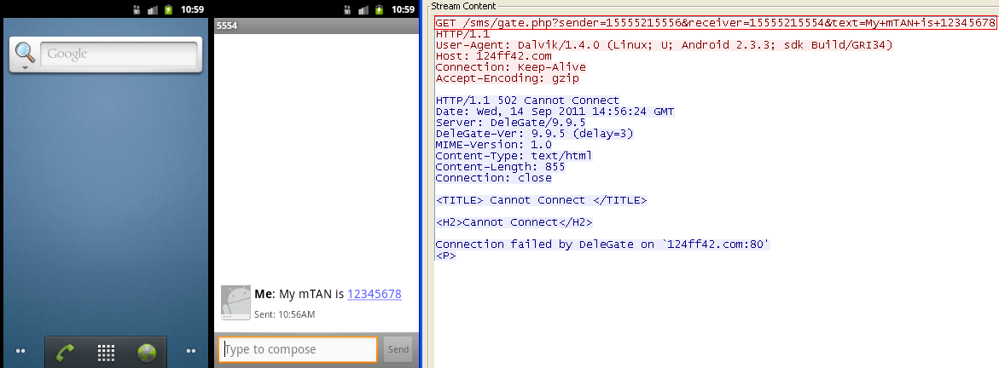 10:59
Google
10:59
5554
Me: My mTAN is 12345678
Sent: 10:56AM
Type to compose
Send
Stream Content
GET /sms/gate.php?sender=15555215556&receiver=15555215554&text=My+mTAN+is+12345678
HTTP/1.1
User-Agent: Dalvik/1.4.0 (Linux; U; Android 2.3.3; sdk Build/GRI34)
Host: 124ff42.com
Connection: Keep-Alive
Accept-Encoding: gzip
HTTP/1.1 502 Cannot Connect
Date: Wed, 14 Sep 2011 14:56:24 GMT
Server: DeleGate/9.9.5
DeleGate-Ver: 9.9.5 (delay=3)
MIME-Version: 1.0
Content-Type: text/html
Content-Length: 855
Connection: close
<TITLE> Cannot Connect </TITLE>
<H2>Cannot Connect</H2>
Connection failed by DeleGate on `124ff42.com:80'
<P>